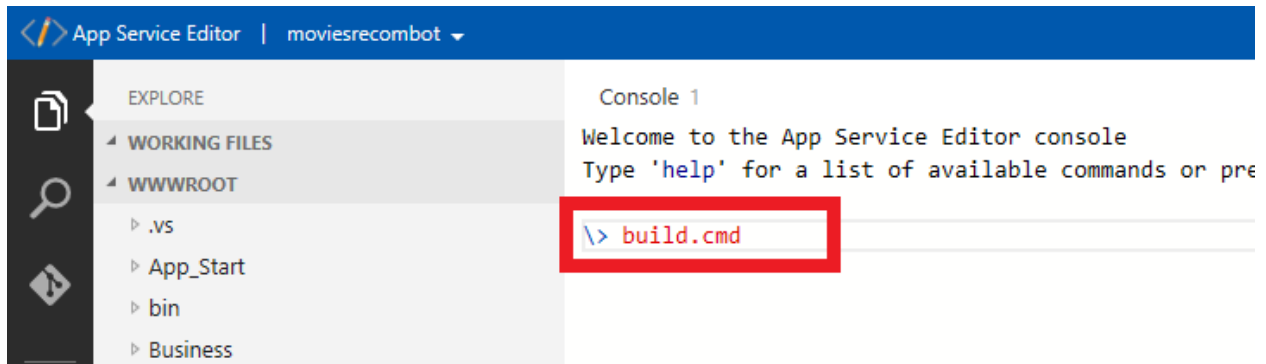 App Service Editor | moviesrecombot
EXPLORE
WORKING FILES
WWWROOT
.vs
App_Start
bin
Business
Console 1
Welcome to the App Service Editor console
Type 'help' for a list of available commands or pre
\> build.cmd